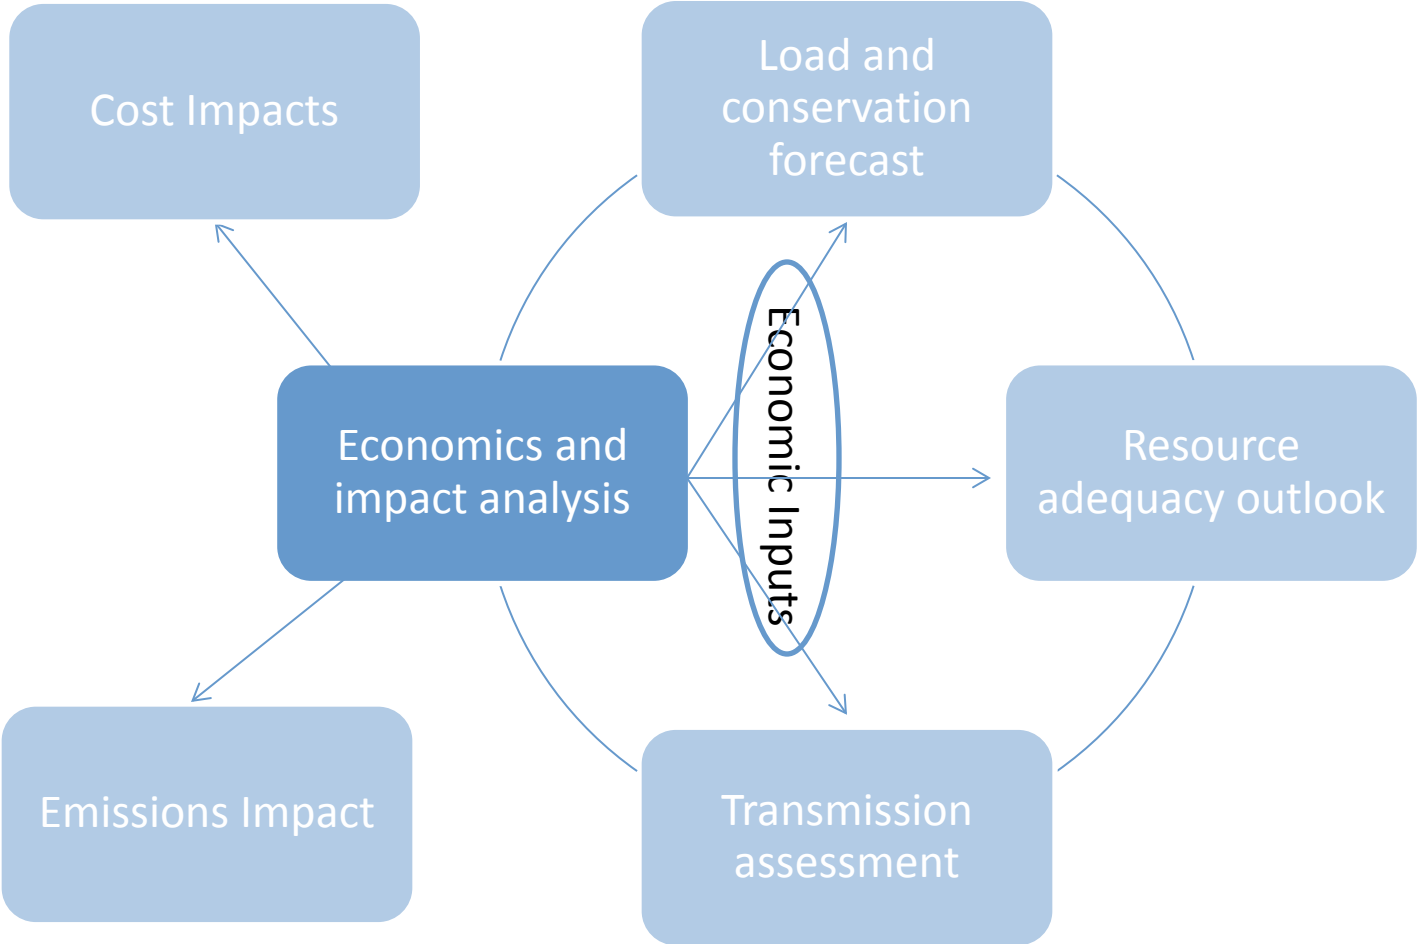 Cost Impacts
Load and
conservation
forecast
Economics and
impact analysis
Economic Inputs
Resource
adequacy outlook
Emissions Impact
Transmission
assessment